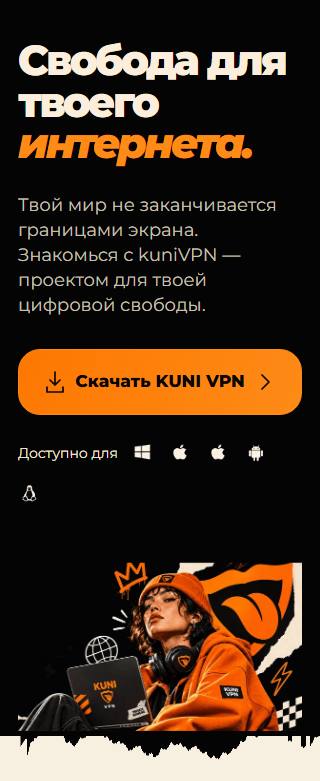 Свобода для
твоего
интернета.
Твой мир не заканчивается
границами экрана.
Знакомься с kuniVPN —
проектом для твоей
цифровой свободы.
Скачать KUNI VPN
Доступно для
KUNI
VPN
KUNI
VPN